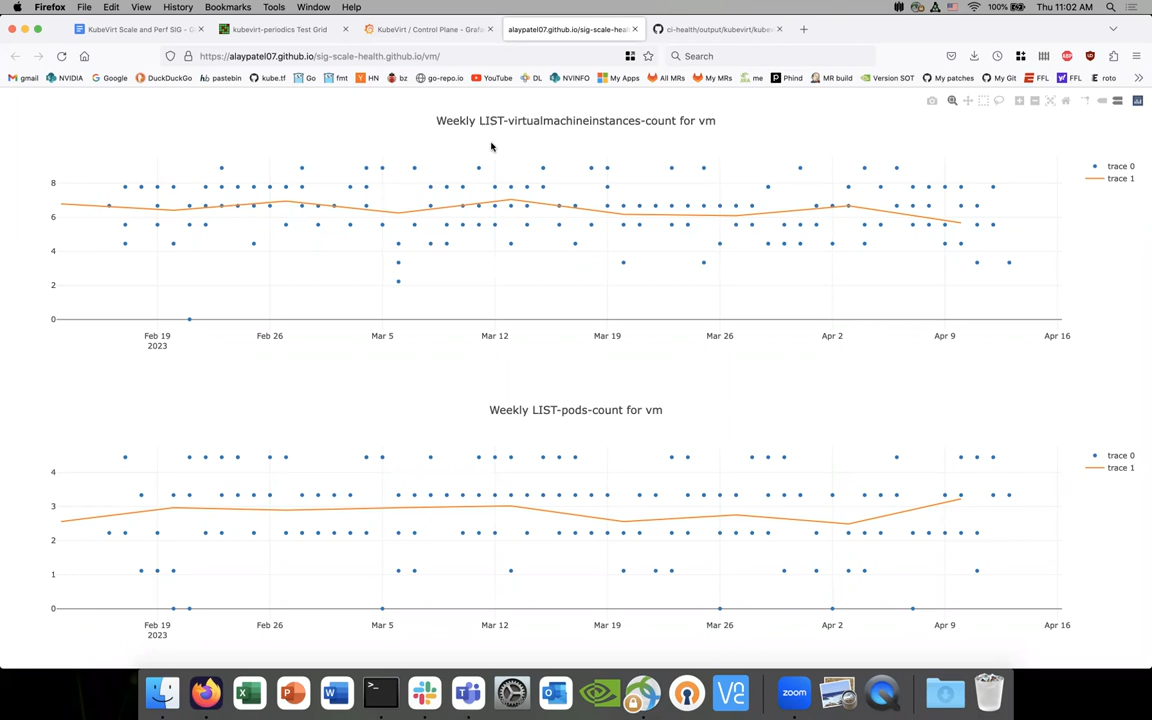 Firefox File Edit View History Bookmarks Tools Window Help 100% Thu 11:02 AM
KubeVirt Scale and Perf SIG - G kubevirt-periodics Test Grid KubeVirt / Control Plane - Grafa alaypatel07.github.io/sig-scale-heal ci-health/output/kubevirt/kube
https://alaypatel07.github.io/sig-scale-health.github.io/vm/ Search
gmail NVIDIA Google DuckDuckGo pastebin kube.tf Go fmt HN bz go-repo.io YouTube DL NVINFO My Apps All MRs My MRs me Phind MR build Version SOT My patches My Git FFL FFL roto
Weekly LIST-virtualmachineinstances-count for vm
trace 0
trace 1
8
6
4
2
0
Feb 19 Feb 26 Mar 5 Mar 12 Mar 19 Mar 26 Apr 2 Apr 9 Apr 16
2023
Weekly LIST-pods-count for vm
trace 0
trace 1
4
3
2
1
0
Feb 19 Feb 26 Mar 5 Mar 12 Mar 19 Mar 26 Apr 2 Apr 9 Apr 16
2023
zoom